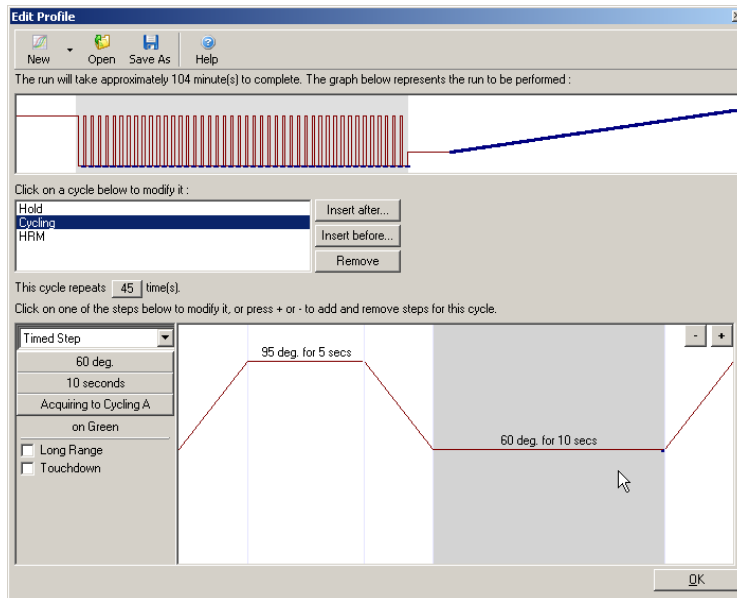 Edit Profile
New Open Save As Help
The run will take approximately 104 minute(s) to complete. The graph below represents the run to be performed :
Click on a cycle below to modify it :
Hold
Cycling
HRM
Insert after...
Insert before...
Remove
This cycle repeats 45 time(s).
Click on one of the steps below to modify it, or press + or - to add and remove steps for this cycle.
Timed Step
- +
95 deg. for 5 secs
60 deg.
10 seconds
Acquiring to Cycling A
on Green
60 deg. for 10 secs
Long Range
Touchdown
OK